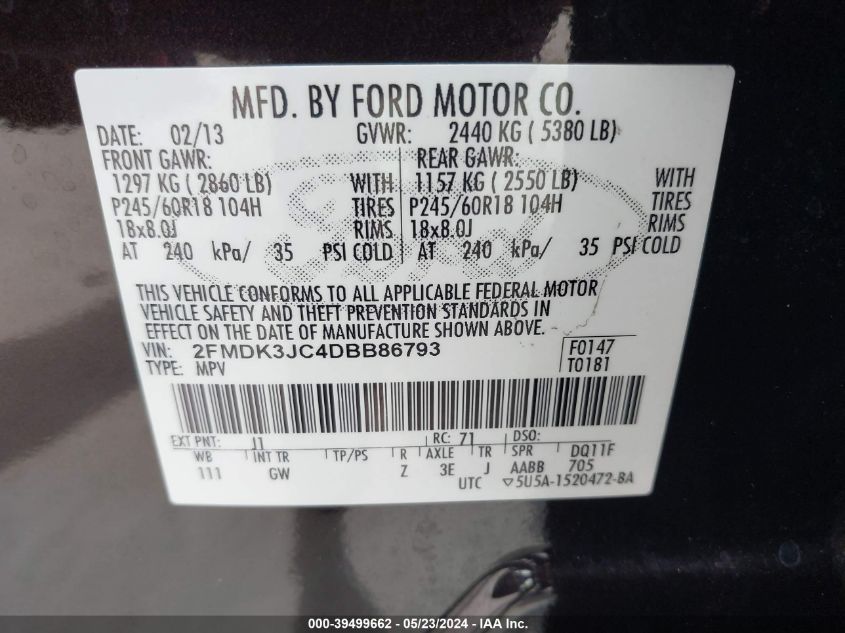 MFD. BY FORD MOTOR CO.
DATE: 02/13 GVWR: 2440 KG ( 5380 LB)
FRONT GAWR: REAR GAWR:
1297 KG ( 2860 LB) WITH 1157 KG ( 2550 LB) WITH
P245/60R18 104H TIRES P245/60R18 104H TIRES
18x8.0J RIMS 18x8.0J RIMS
AT 240 kPa/ 35 PSI COLD AT 240 kPa/ 35 PSI COLD
THIS VEHICLE CONFORMS TO ALL APPLICABLE FEDERAL MOTOR
VEHICLE SAFETY AND THEFT PREVENTION STANDARDS IN
EFFECT ON THE DATE OF MANUFACTURE SHOWN ABOVE.
VIN: 2FMDK3JC4DBB86793 F0147
TYPE: MPV T0181
EXT PNT: J1 RC: 71 DSO:
WB INT TR TP/PS R AXLE TR SPR DQ11F
111 GW Z 3E J AABB 705
UTC ▽5U5A-1520472-BA
000-39499662 - 05/23/2024 - IAA Inc.